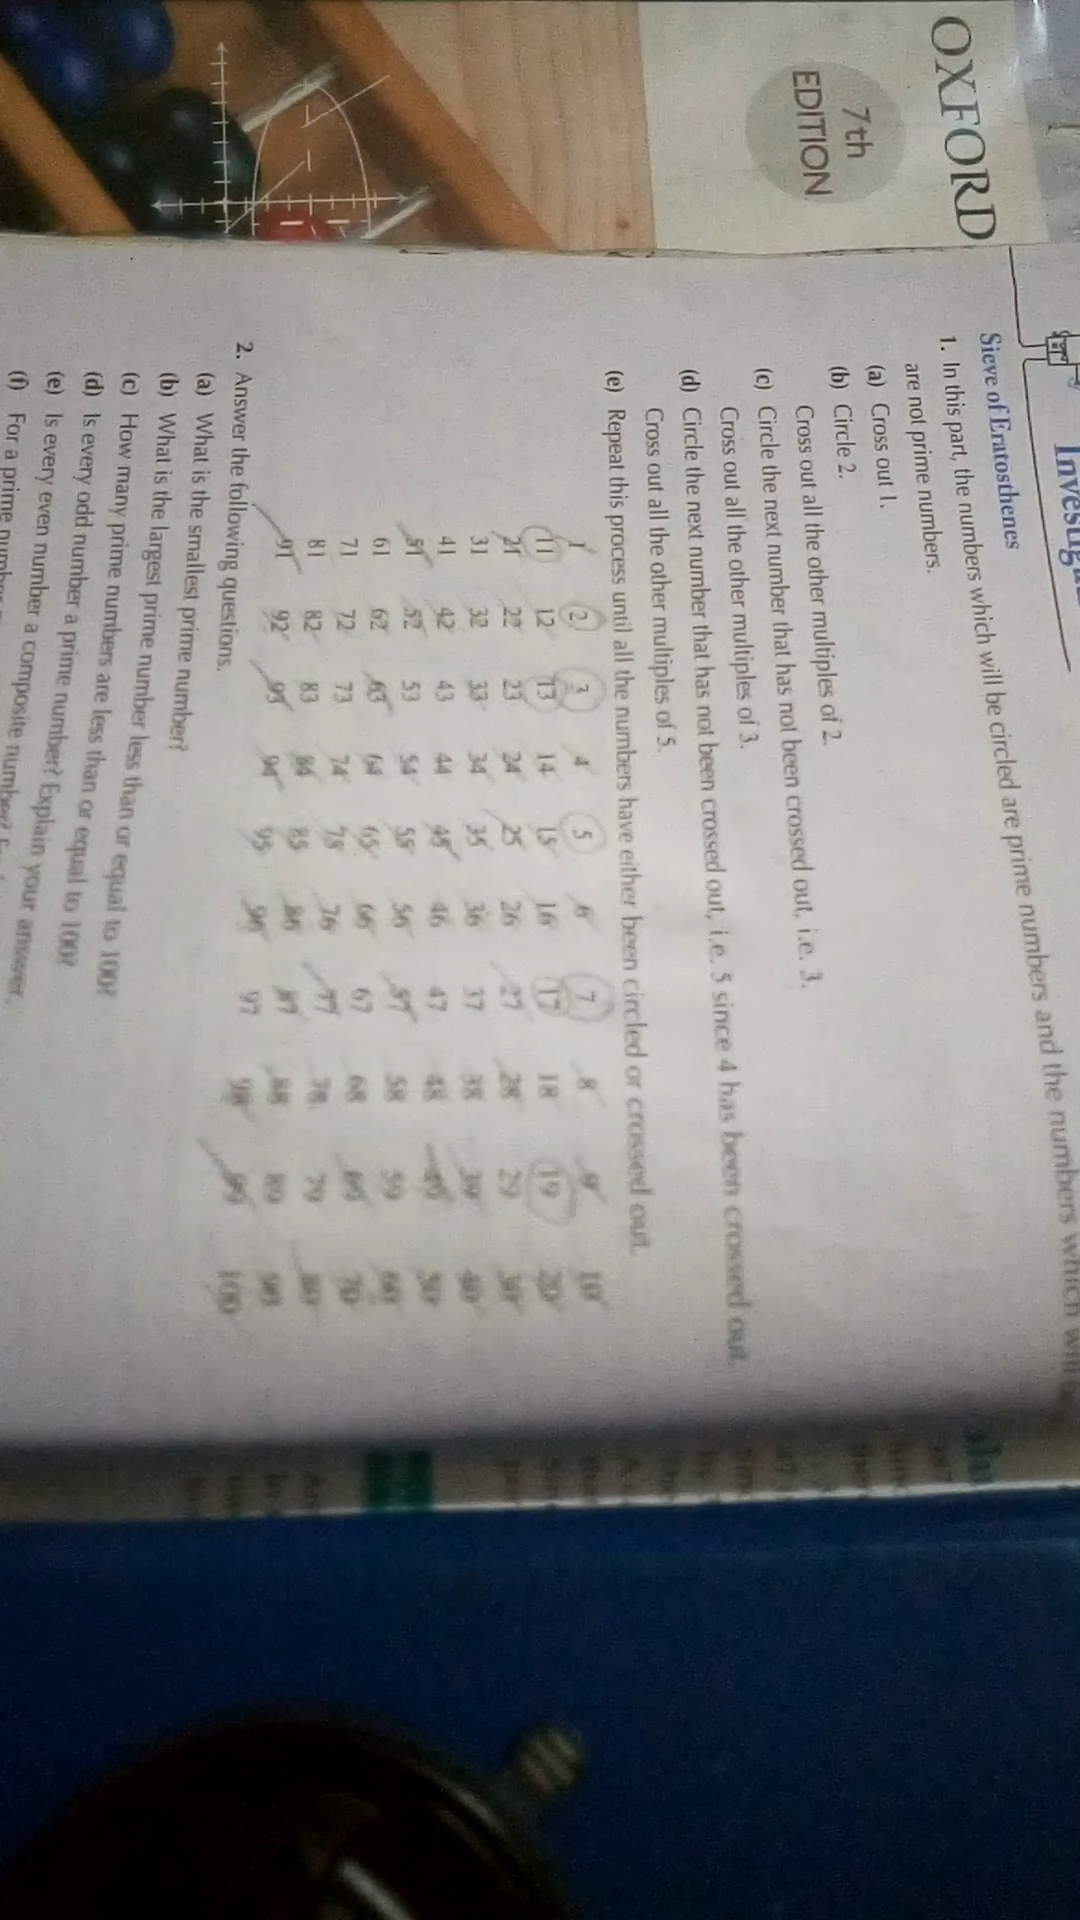 OXFORD
7th
EDITION
Sieve of Eratosthenes
1. In this part, the numbers which will be circled are prime numbers and the numbers which will
are not prime numbers.
(a) Cross out 1.
(b) Circle 2.
Cross out all the other multiples of 2.
(c) Circle the next number that has not been crossed out, i.e. 3.
Cross out all the other multiples of 3.
(d) Circle the next number that has not been crossed out, i.e. 5 since 4 has been crossed out.
Cross out all the other multiples of 5.
(e) Repeat this process until all the numbers have either been circled or crossed out.
1 2 3 4 5 6 7 8 9 10
11 12 13 14 15 16 17 18 19 20
21 22 23 24 25 26 27 28 29 30
31 32 33 34 35 36 37 38 39 40
41 42 43 44 45 46 47 48 49 50
51 52 53 54 55 56 57 58 59 60
61 62 63 64 65 66 67 68 69 70
71 72 73 74 75 76 77 78 79 80
81 82 83 84 85 86 87 88 89 90
91 92 93 94 95 96 97 98 99 100
2. Answer the following questions.
(a) What is the smallest prime number?
(b) What is the largest prime number less than or equal to 100?
(c) How many prime numbers are less than or equal to 100?
(d) Is every odd number a prime number? Explain your answer.
(e) Is every even number a composite number?
(f) For a prime